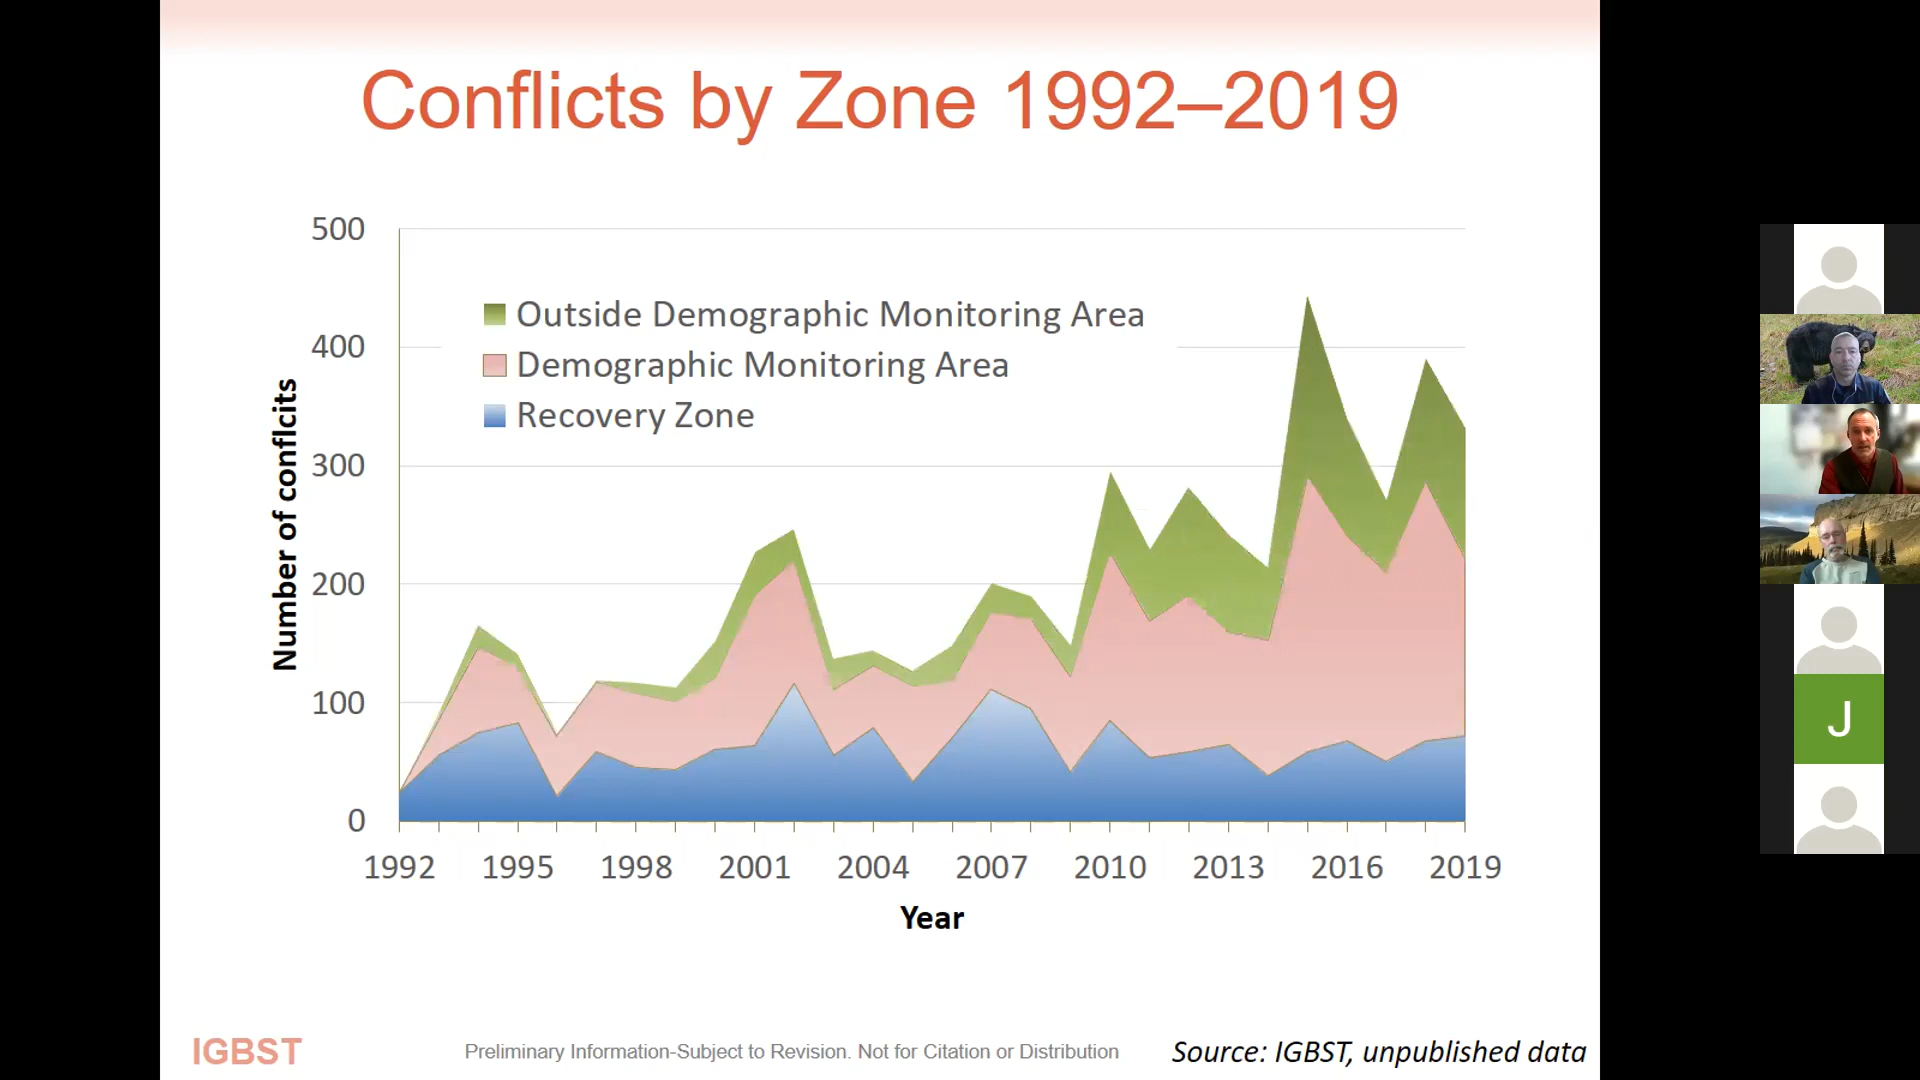 Conflicts by Zone 1992–2019
500
400
300
200
100
0
Number of conflcits
Outside Demographic Monitoring Area
Demographic Monitoring Area
Recovery Zone
1992 1995 1998 2001 2004 2007 2010 2013 2016 2019
Year
IGBST
Preliminary Information-Subject to Revision. Not for Citation or Distribution
Source: IGBST, unpublished data
J